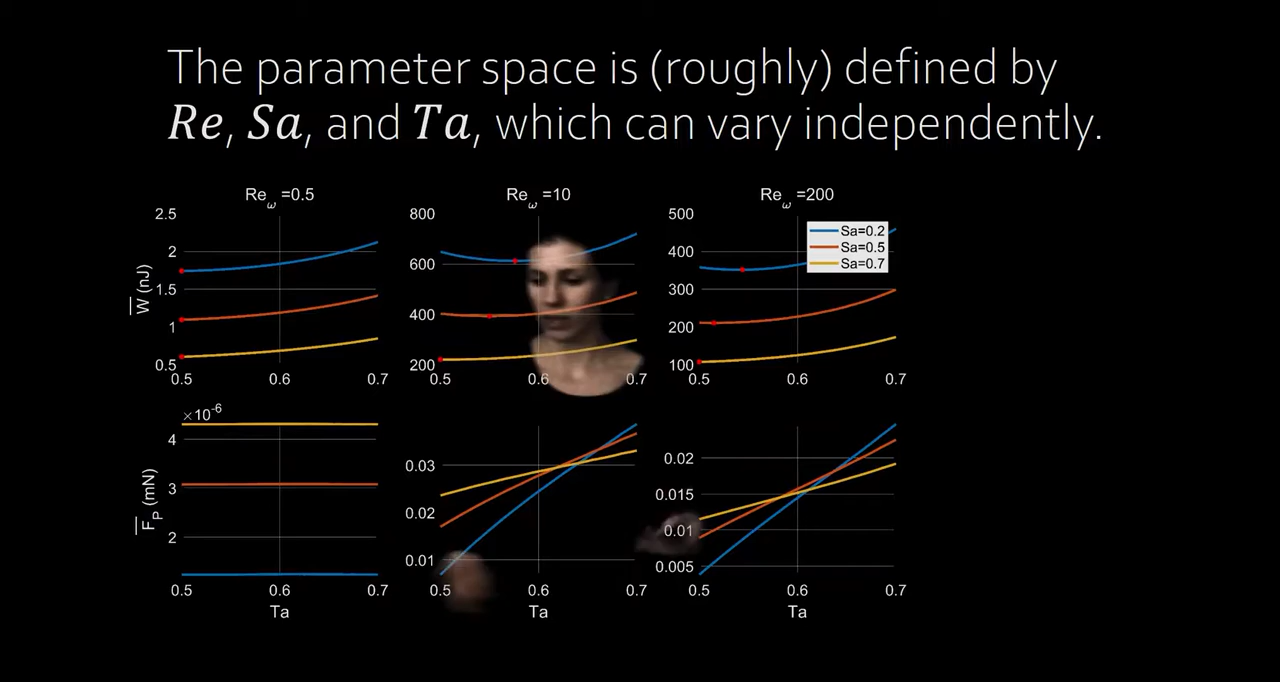 The parameter space is (roughly) defined by
Re, Sa, and Ta, which can vary independently.
Re_ω =0.5
Re_ω =10
Re_ω =200
W̅ (nJ)
2.5
2
1.5
1
0.5
0.5 0.6 0.7
800
600
400
200
0.5 0.6 0.7
500
400
300
200
100
0.5 0.6 0.7
Sa=0.2
Sa=0.5
Sa=0.7
F̅_P (mN)
×10⁻⁶
4
3
2
0.5 0.6 0.7
Ta
0.03
0.02
0.01
0.5 0.6 0.7
Ta
0.02
0.015
0.01
0.005
0.5 0.6 0.7
Ta